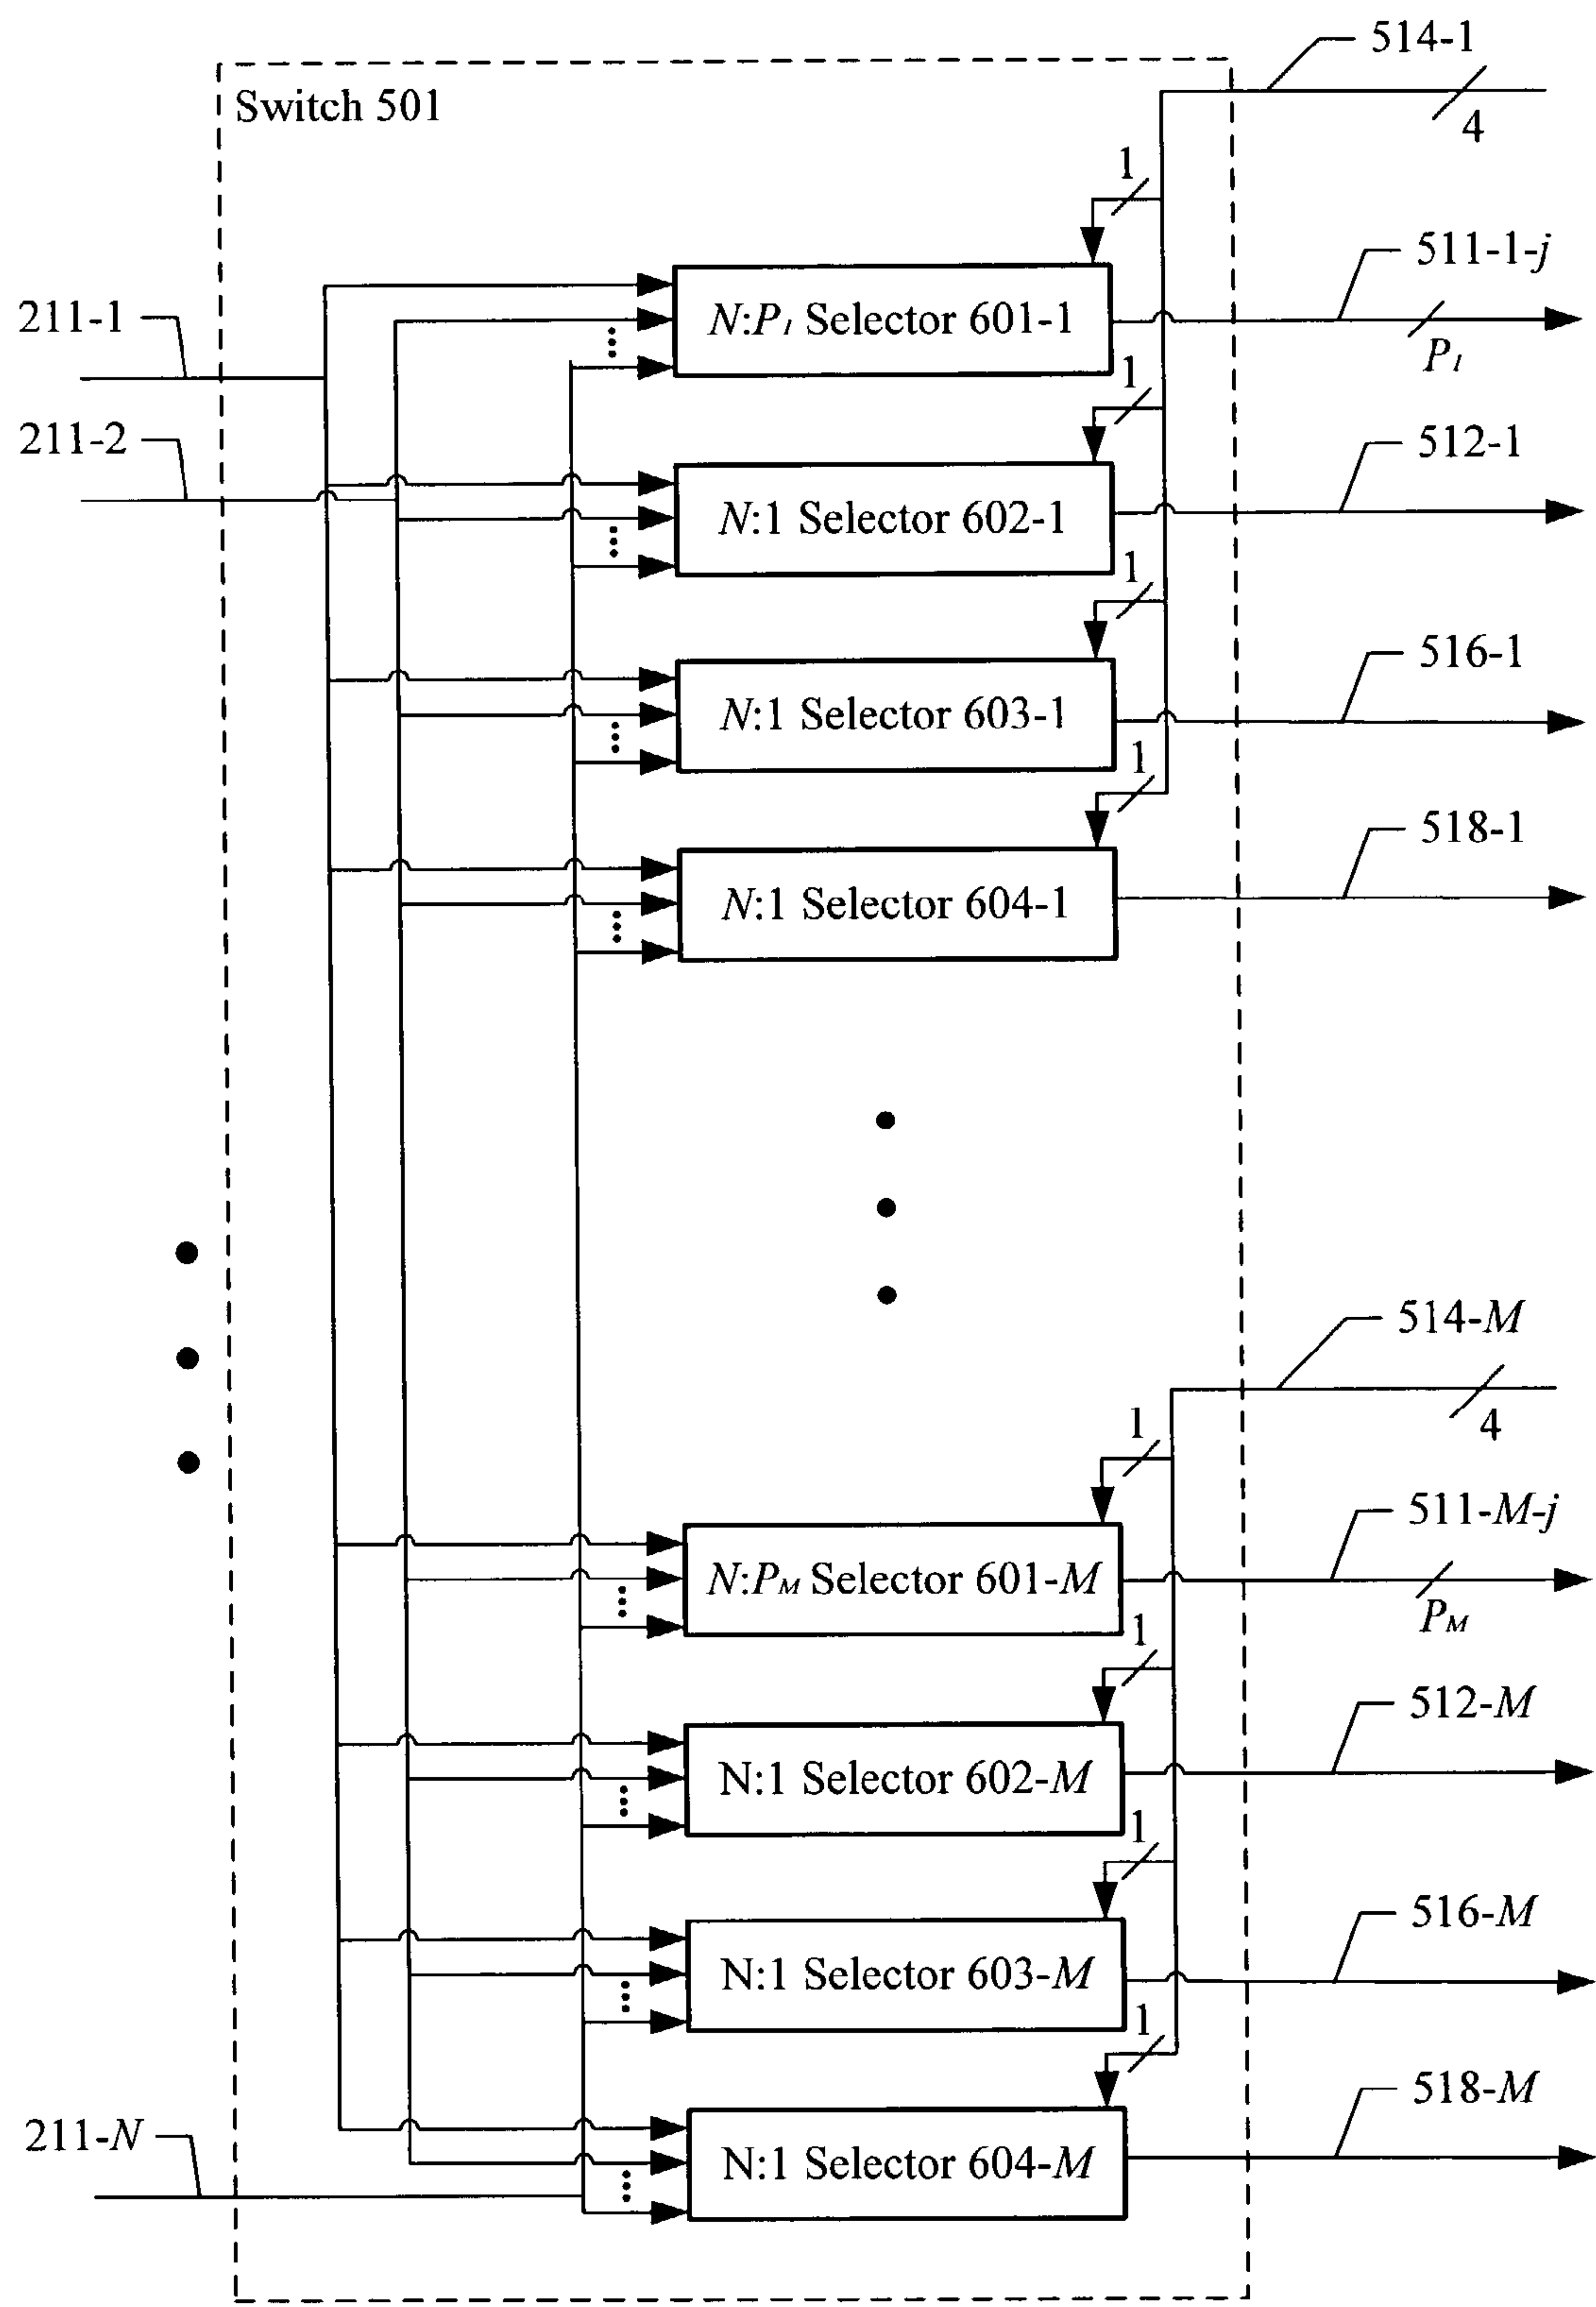 514-1
Switch 501
4
1
511-1-j
211-1
N:P1 Selector 601-1
P1
1
211-2
512-1
N:1 Selector 602-1
1
516-1
N:1 Selector 603-1
1
518-1
N:1 Selector 604-1
514-M
4
1
511-M-j
N:PM Selector 601-M
PM
1
512-M
N:1 Selector 602-M
1
516-M
N:1 Selector 603-M
1
518-M
211-N
N:1 Selector 604-M